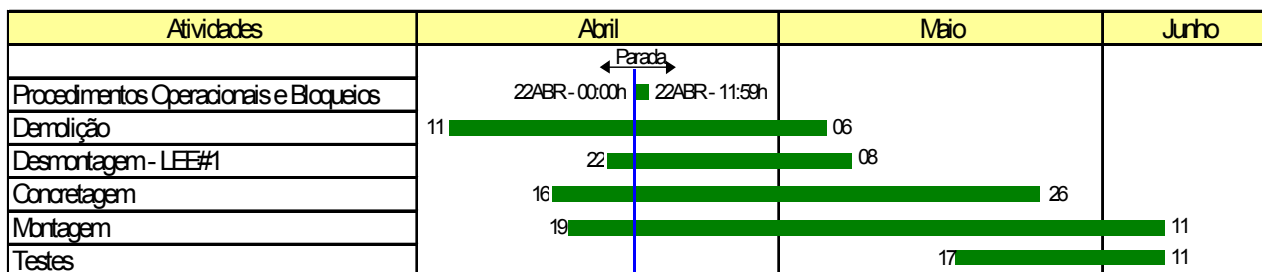 Atividades Abril Maio Junho
Parada
Procedimentos Operacionais e Bloqueios 22ABR - 00:00h 22ABR - 11:59h
Demolição 11 06
Desmontagem - LEE#1 22 08
Concretagem 16 26
Montagem 19 11
Testes 17 11